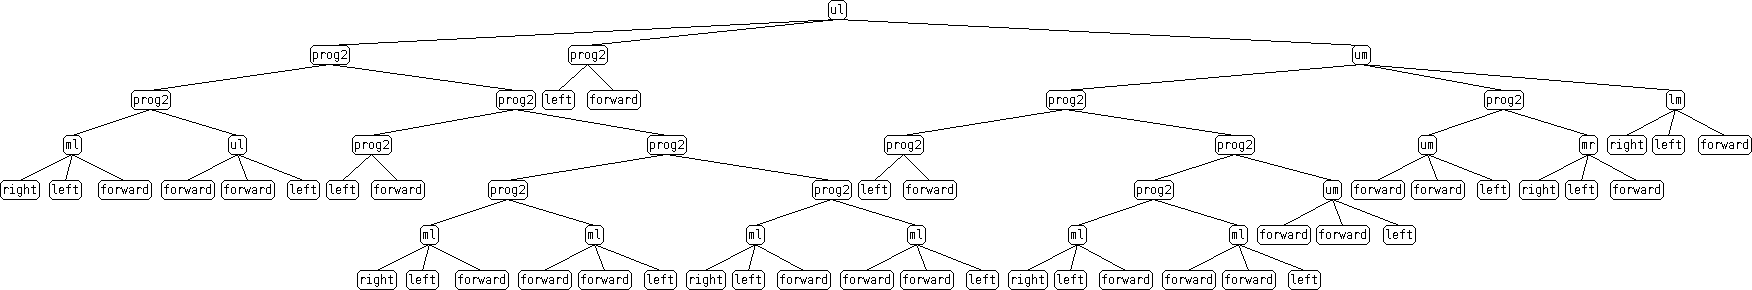 ul
prog2 prog2 um
prog2 prog2 left forward prog2 prog2 lm
ml ul prog2 prog2 prog2 prog2 um mr right left forward
right left forward forward forward left left forward prog2 prog2 left forward prog2 um forward forward left right left forward
ml ml ml ml ml ml forward forward left
right left forward forward forward left right left forward forward forward left right left forward forward forward left